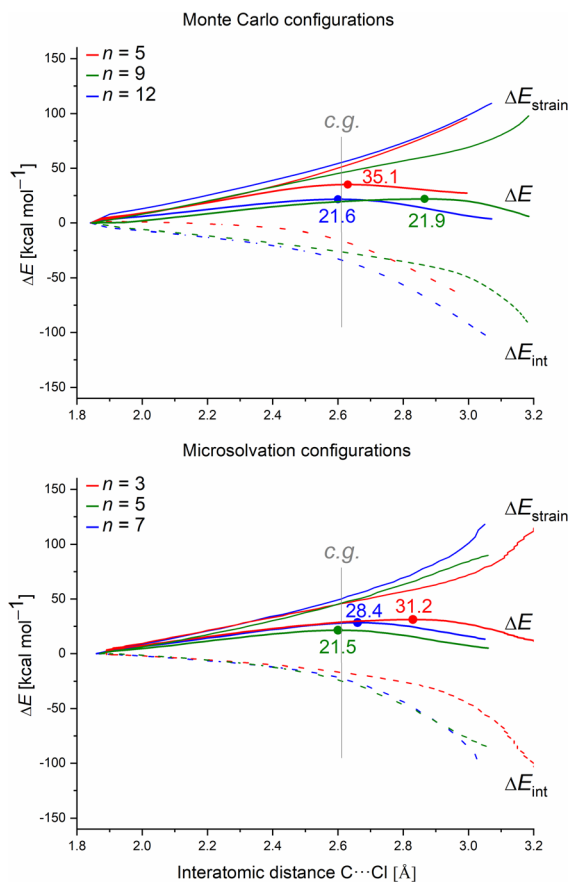 Monte Carlo configurations
150
100
50
0
-50
-100
-150
ΔE [kcal mol⁻¹]
n = 5
n = 9
n = 12
c.g.
ΔE_strain
35.1
ΔE
21.6
21.9
ΔE_int
1.8
2.0
2.2
2.4
2.6
2.8
3.0
3.2
Microsolvation configurations
150
100
50
0
-50
-100
-150
ΔE [kcal mol⁻¹]
n = 3
n = 5
n = 7
c.g.
ΔE_strain
28.4
31.2
ΔE
21.5
ΔE_int
1.8
2.0
2.2
2.4
2.6
2.8
3.0
3.2
Interatomic distance C···Cl [Å]